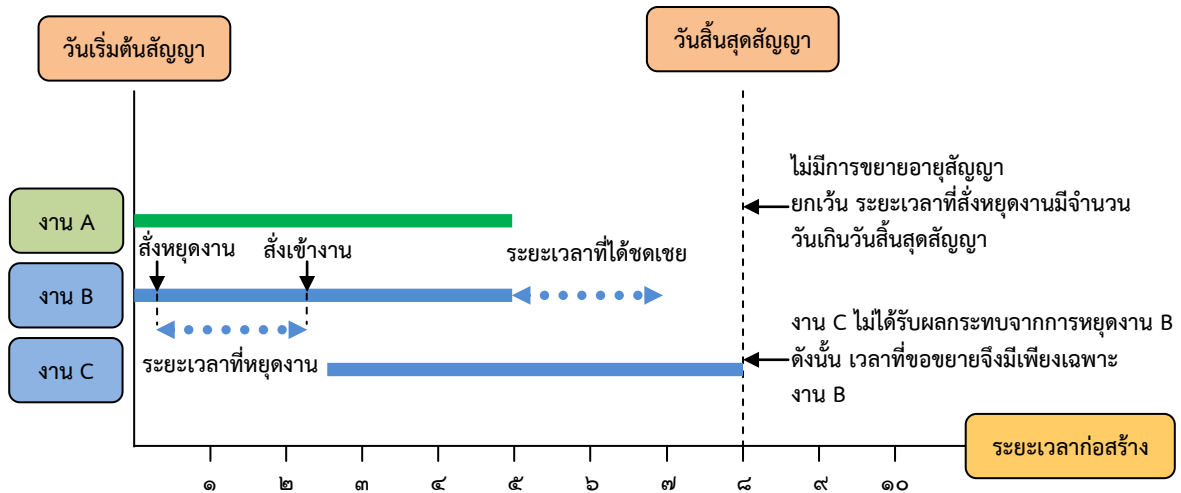 วันเริ่มต้นสัญญา
วันสิ้นสุดสัญญา
ไม่มีการขยายอายุสัญญา
ยกเว้น ระยะเวลาที่สั่งหยุดงานมีจำนวน
วันเกินวันสิ้นสุดสัญญา
งาน A
สั่งหยุดงาน
สั่งเข้างาน
ระยะเวลาที่ได้ชดเชย
งาน B
งาน C ไม่ได้รับผลกระทบจากการหยุดงาน B
ดังนั้น เวลาที่ขอขยายจึงมีเพียงเฉพาะ
งาน B
ระยะเวลาที่หยุดงาน
งาน C
ระยะเวลาก่อสร้าง
๑ ๒ ๓ ๔ ๕ ๖ ๗ ๘ ๙ ๑๐